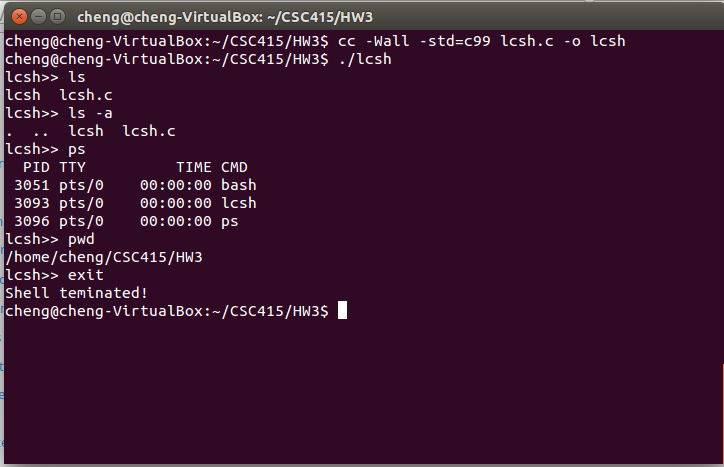 cheng@cheng-VirtualBox: ~/CSC415/HW3
cheng@cheng-VirtualBox:~/CSC415/HW3$ cc -Wall -std=c99 lcsh.c -o lcsh
cheng@cheng-VirtualBox:~/CSC415/HW3$ ./lcsh
lcsh>> ls
lcsh  lcsh.c
lcsh>> ls -a
.  ..  lcsh  lcsh.c
lcsh>> ps
  PID TTY          TIME CMD
 3051 pts/0    00:00:00 bash
 3093 pts/0    00:00:00 lcsh
 3096 pts/0    00:00:00 ps
lcsh>> pwd
/home/cheng/CSC415/HW3
lcsh>> exit
Shell teminated!
cheng@cheng-VirtualBox:~/CSC415/HW3$